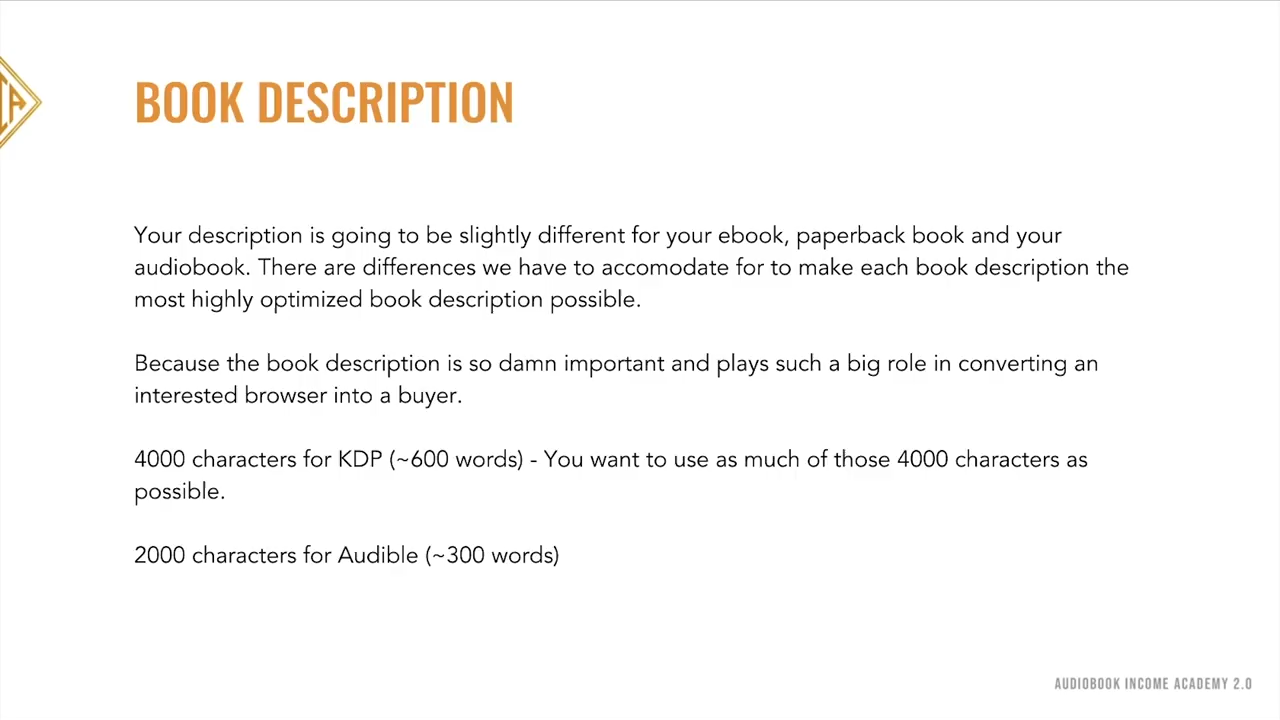 BOOK DESCRIPTION
Your description is going to be slightly different for your ebook, paperback book and your
audiobook. There are differences we have to accomodate for to make each book description the
most highly optimized book description possible.
Because the book description is so damn important and plays such a big role in converting an
interested browser into a buyer.
4000 characters for KDP (~600 words) - You want to use as much of those 4000 characters as
possible.
2000 characters for Audible (~300 words)
AUDIOBOOK INCOME ACADEMY 2.0